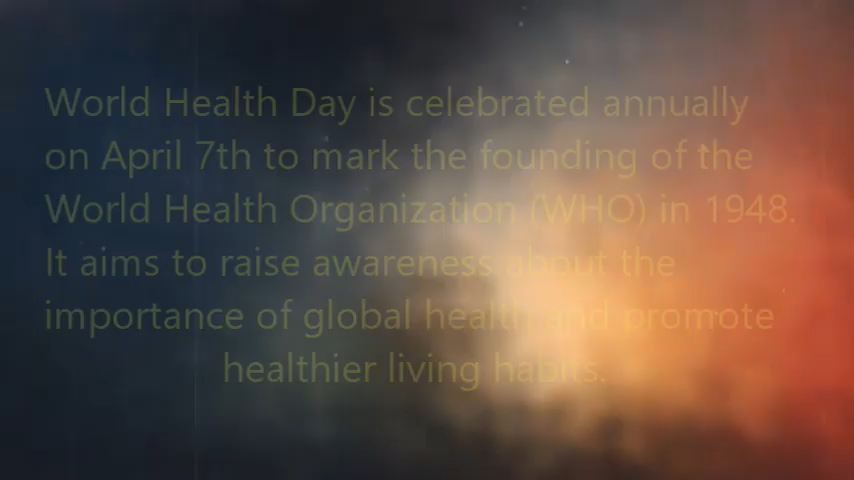 World Health Day is celebrated annually
on April 7th to mark the founding of the
World Health Organization (WHO) in 1948.
It aims to raise awareness about the
importance of global health and promote
healthier living habits.